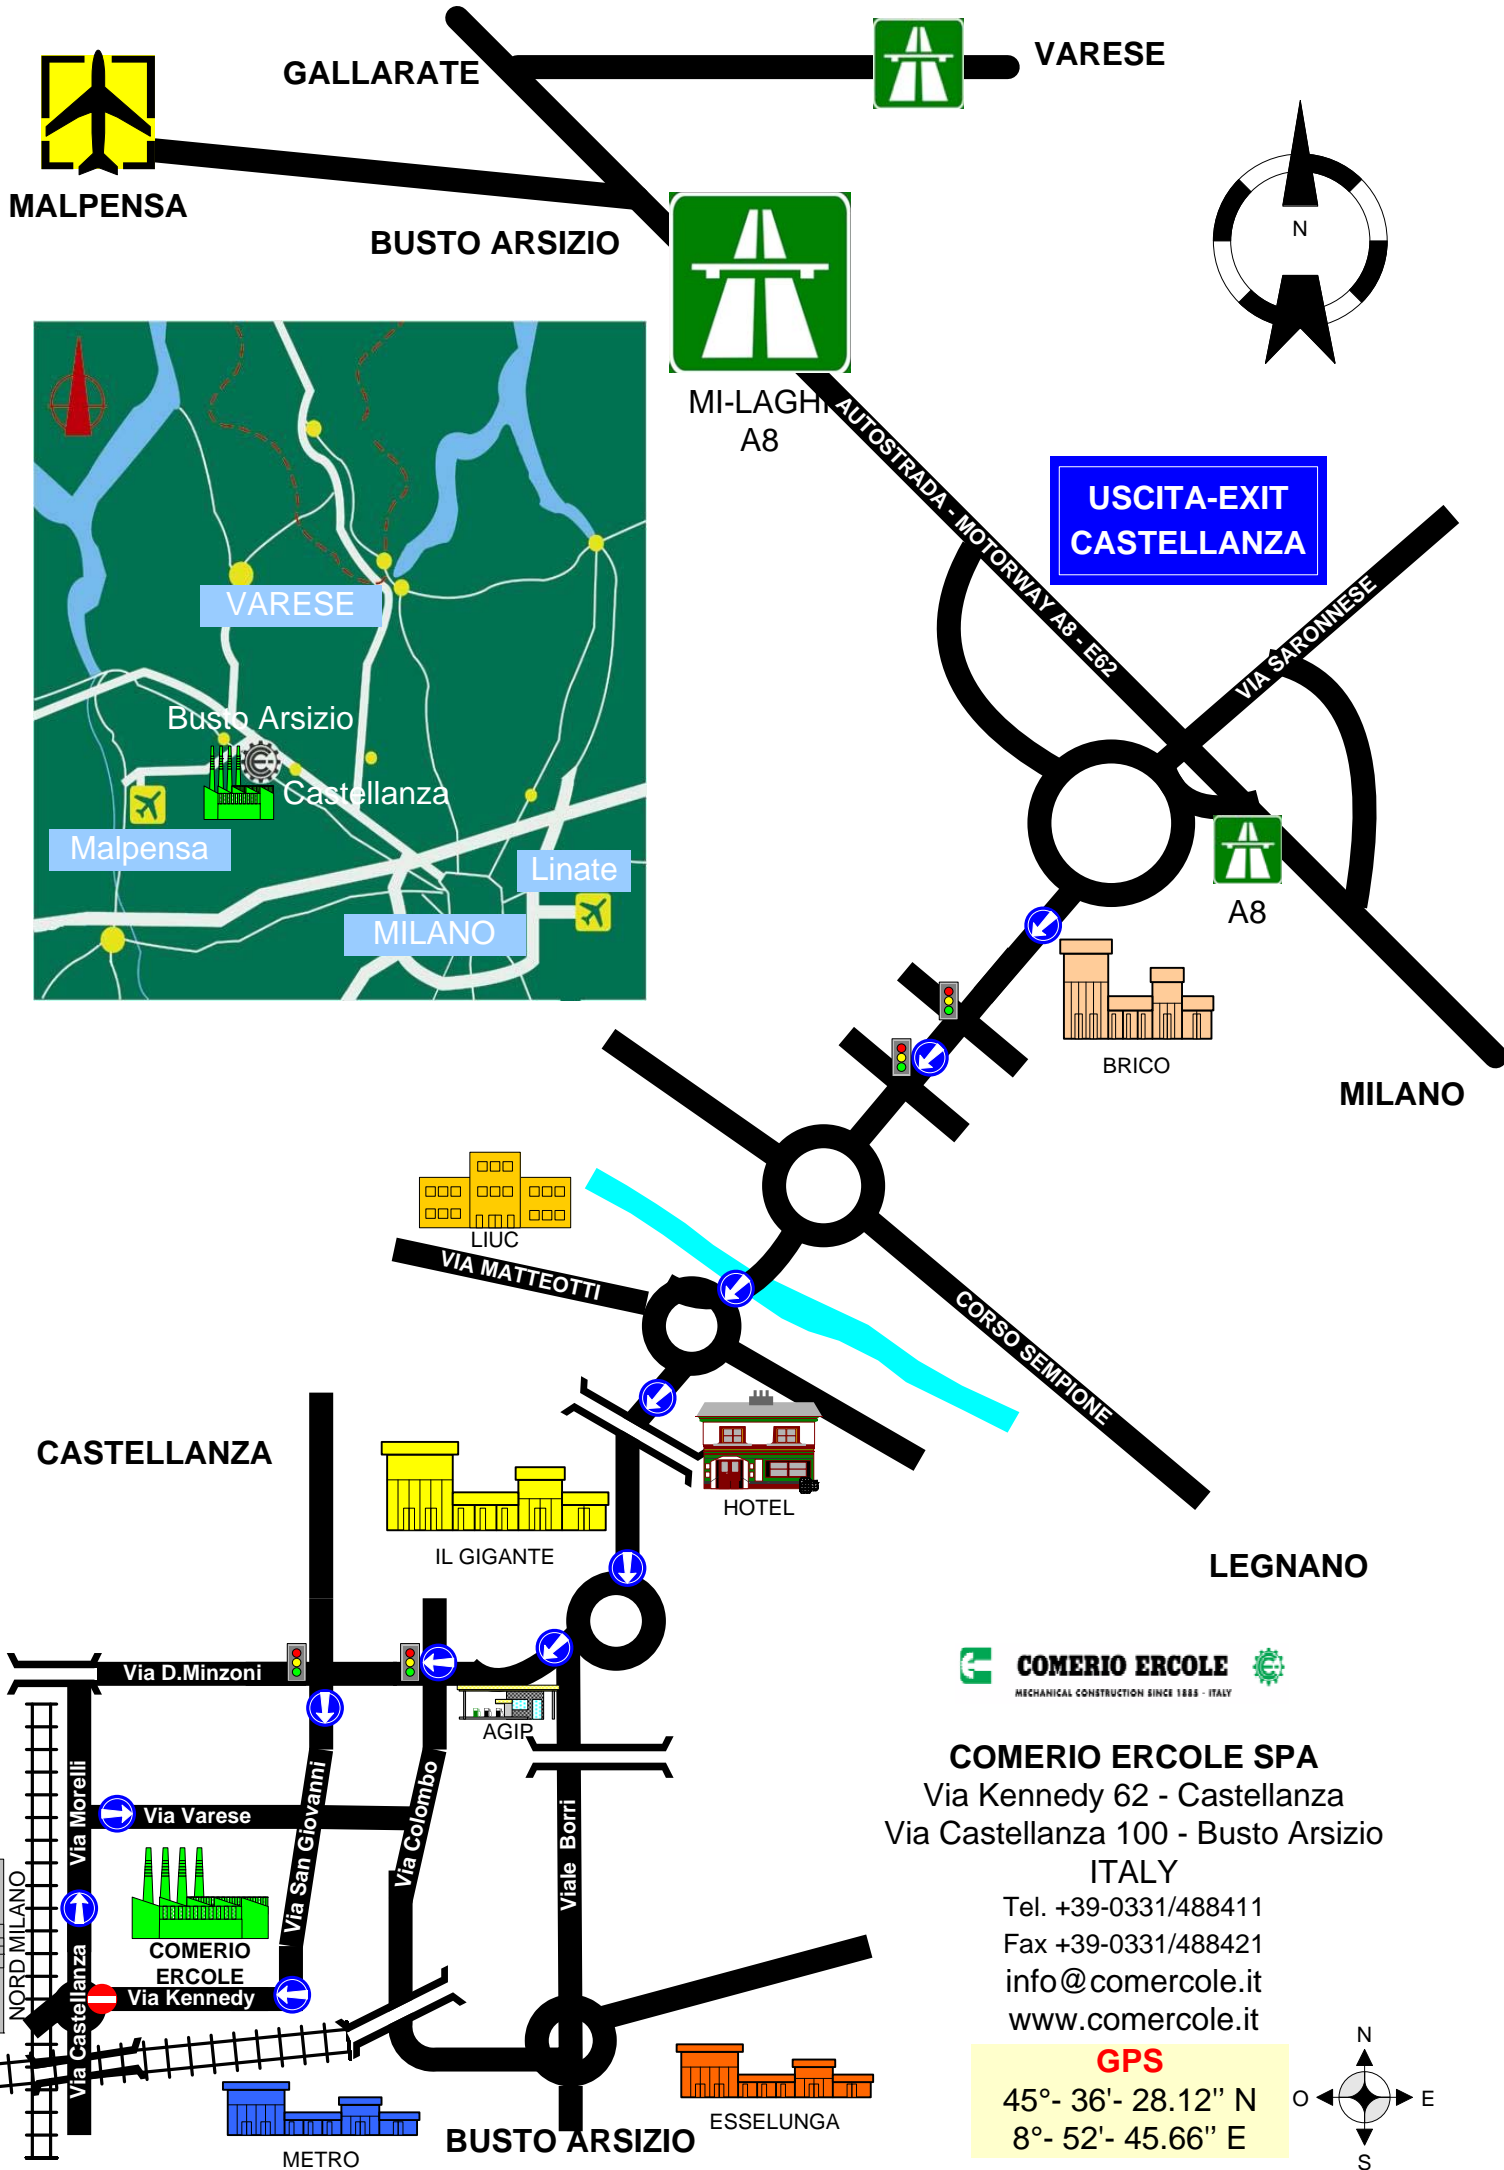 GALLARATE
VARESE
MALPENSA
BUSTO ARSIZIO
N
MI-LAGHI
A8
AUTOSTRADA - MOTORWAY A8 - E62
USCITA-EXIT
CASTELLANZA
VIA SARONNESE
VARESE
Busto Arsizio
Castellanza
Malpensa
Linate
MILANO
A8
BRICO
MILANO
LIUC
VIA MATTEOTTI
CORSO SEMPIONE
CASTELLANZA
HOTEL
IL GIGANTE
LEGNANO
Via D.Minzoni
AGIP
Via Morelli
Via Varese
Via San Giovanni
Via Colombo
Viale Borri
NORD MILANO
COMERIO
ERCOLE
Via Castellanza
Via Kennedy
METRO
BUSTO ARSIZIO
ESSELUNGA
COMERIO ERCOLE
MECHANICAL CONSTRUCTION SINCE 1885 - ITALY
COMERIO ERCOLE SPA
Via Kennedy 62 - Castellanza
Via Castellanza 100 - Busto Arsizio
ITALY
Tel. +39-0331/488411
Fax +39-0331/488421
info@comercole.it
www.comercole.it
GPS
45°- 36'- 28.12'' N
8°- 52'- 45.66'' E
N
O
E
S